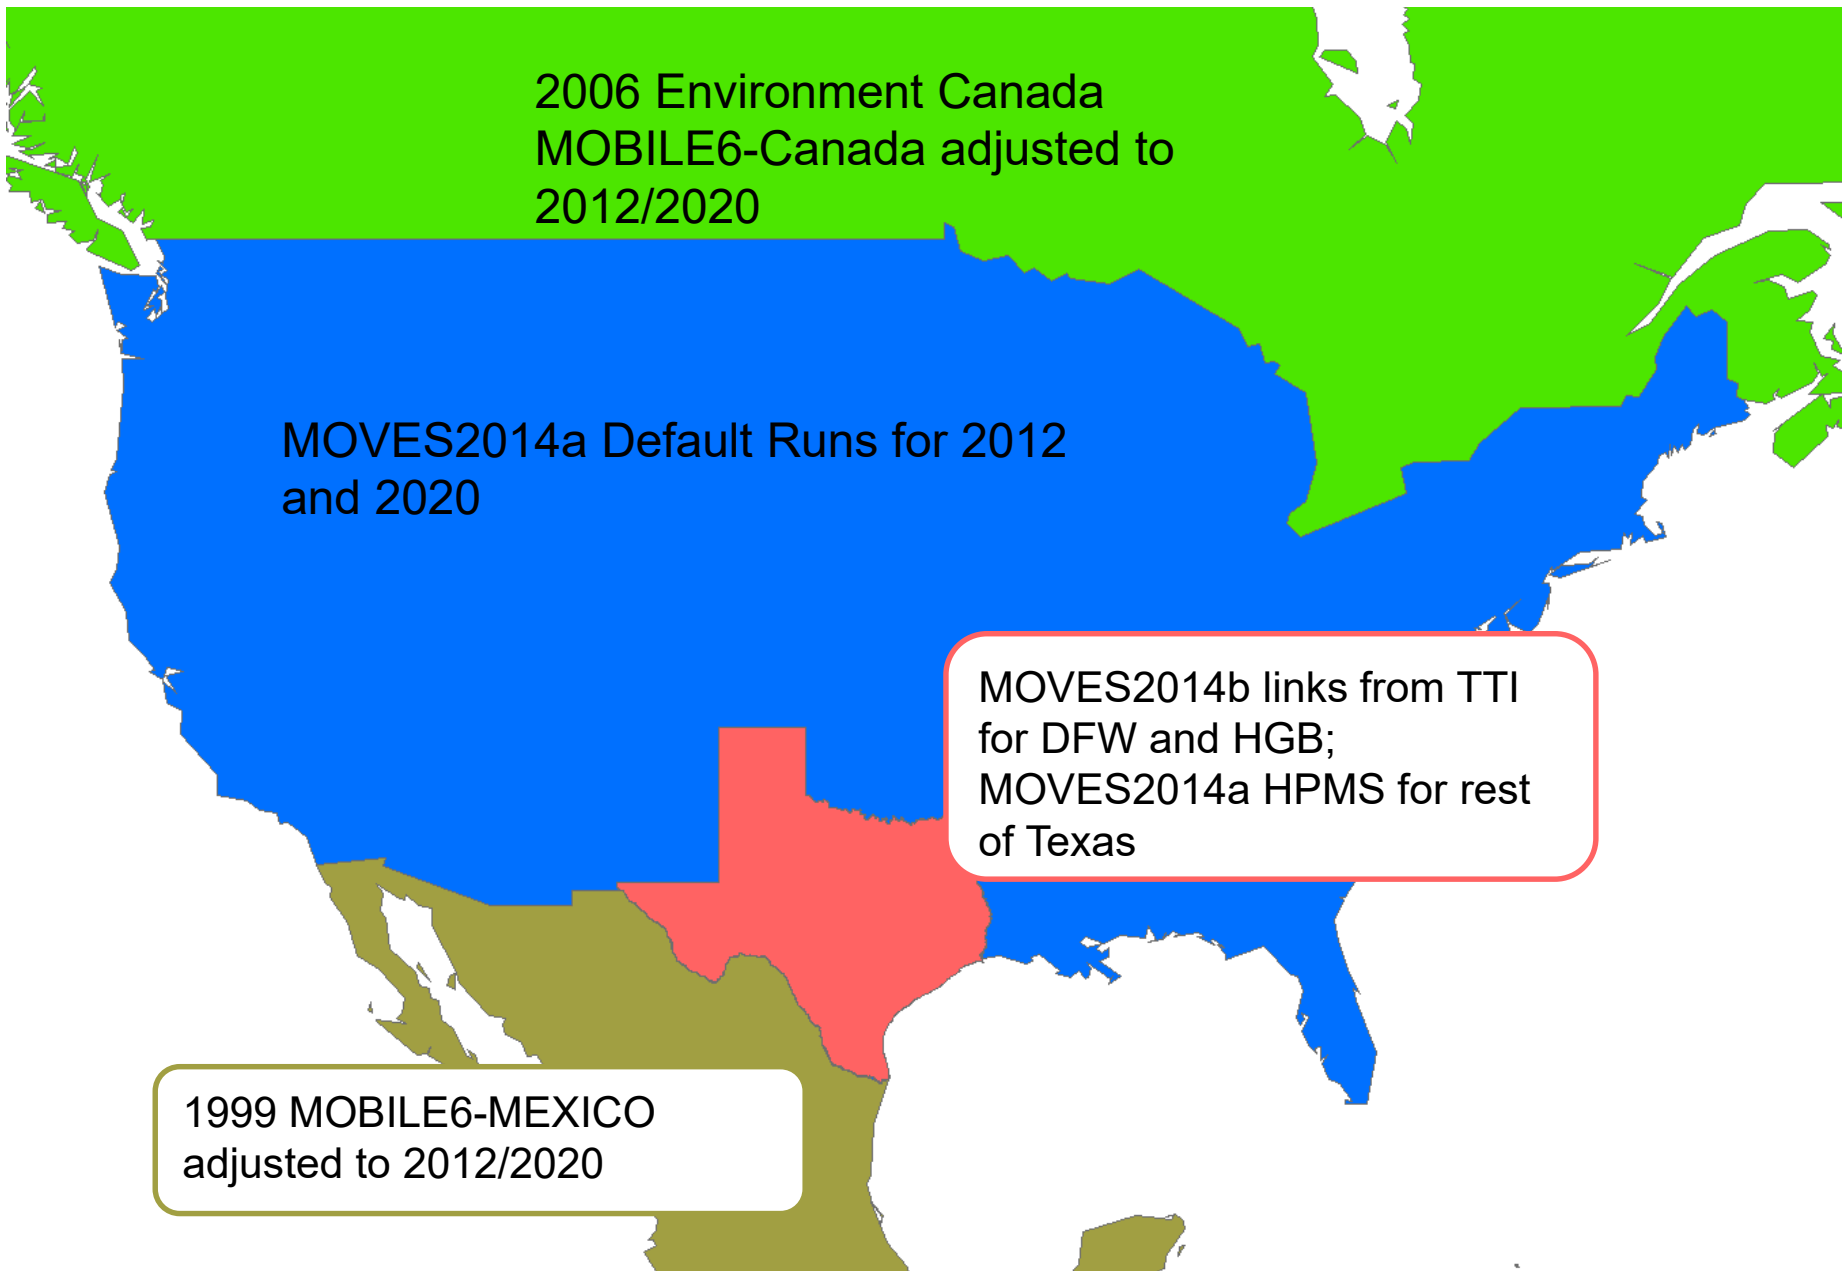 2006 Environment Canada
MOBILE6-Canada adjusted to
2012/2020
MOVES2014a Default Runs for 2012
and 2020
MOVES2014b links from TTI
for DFW and HGB;
MOVES2014a HPMS for rest
of Texas
1999 MOBILE6-MEXICO
adjusted to 2012/2020